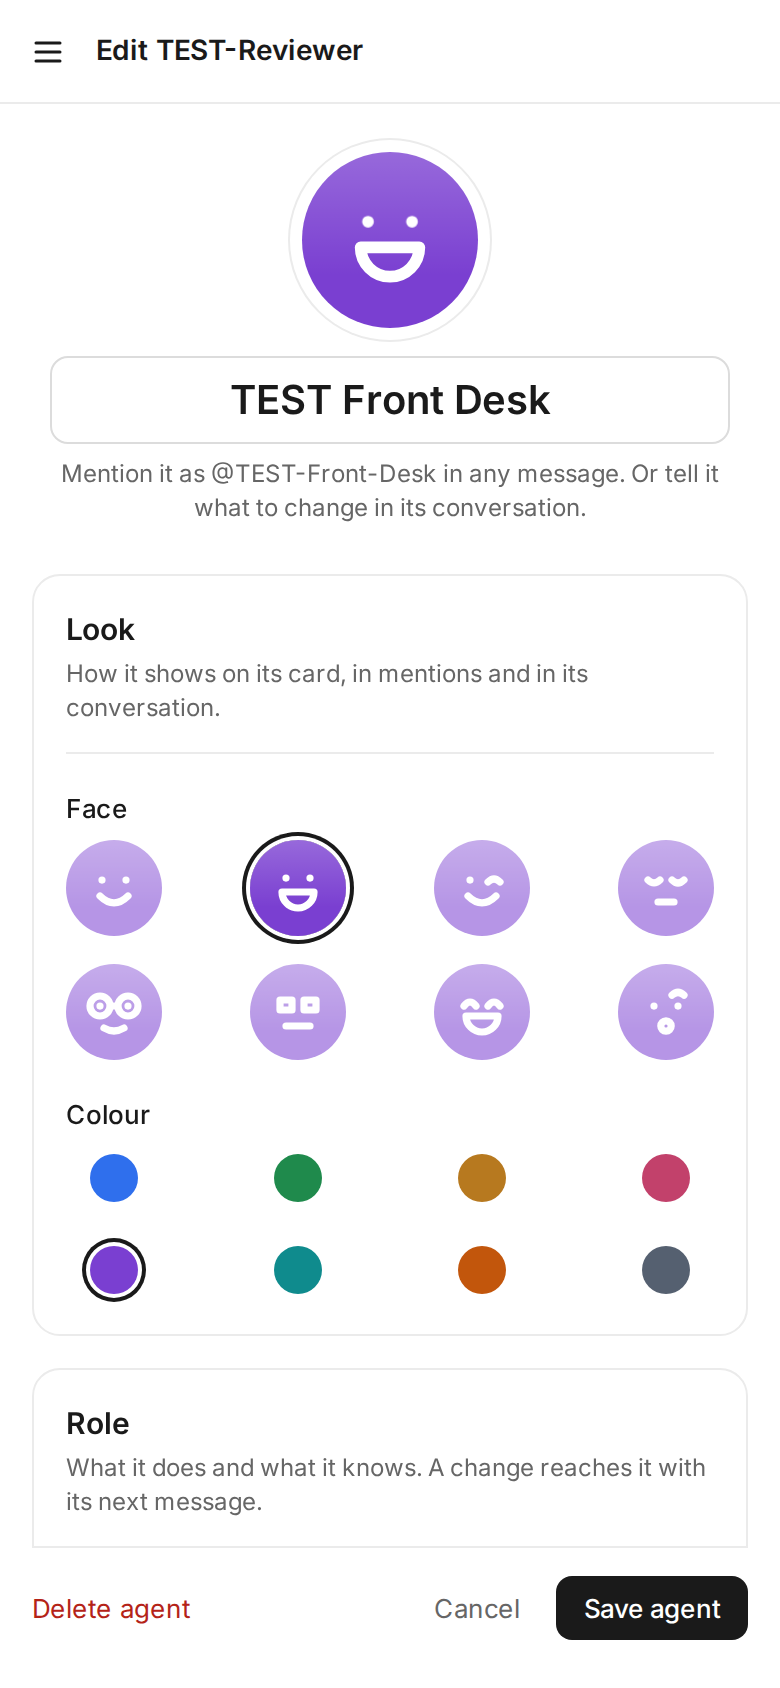 Edit TEST-Reviewer
TEST Front Desk
Mention it as @TEST-Front-Desk in any message. Or tell it
what to change in its conversation.
Look
How it shows on its card, in mentions and in its
conversation.
Face
Colour
Role
What it does and what it knows. A change reaches it with
its next message.
Delete agent
Cancel
Save agent